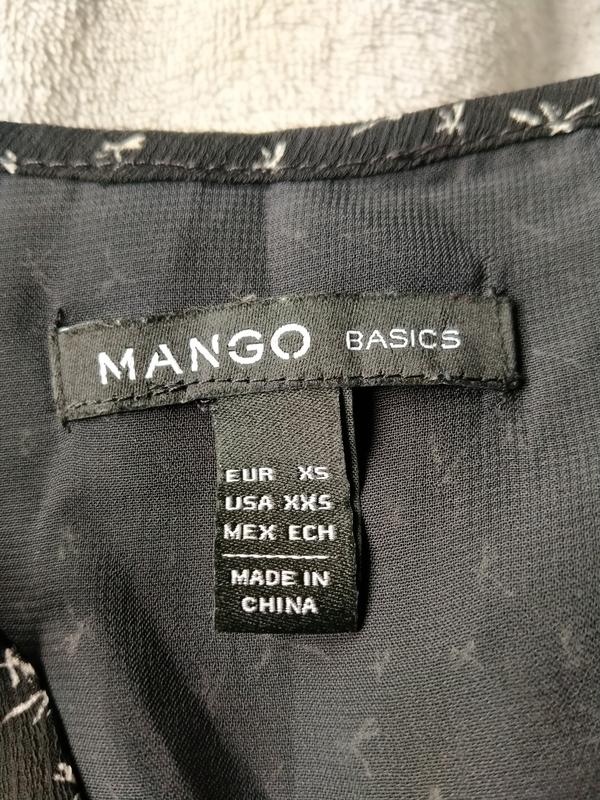 MANGO BASICS
EUR XS
USA XXS
MEX ECH
MADE IN
CHINA